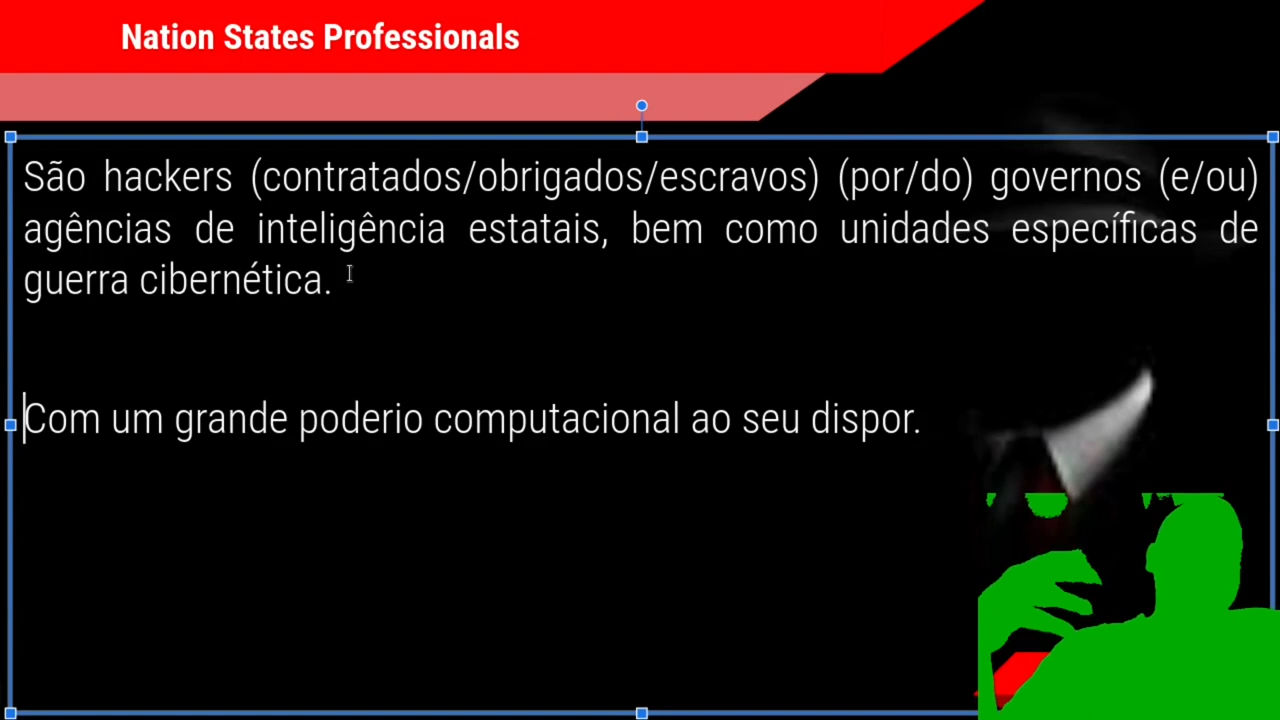 Nation States Professionals
São hackers (contratados/obrigados/escravos) (por/do) governos (e/ou)
agências de inteligência estatais, bem como unidades específicas de
guerra cibernética.
Com um grande poderio computacional ao seu dispor.